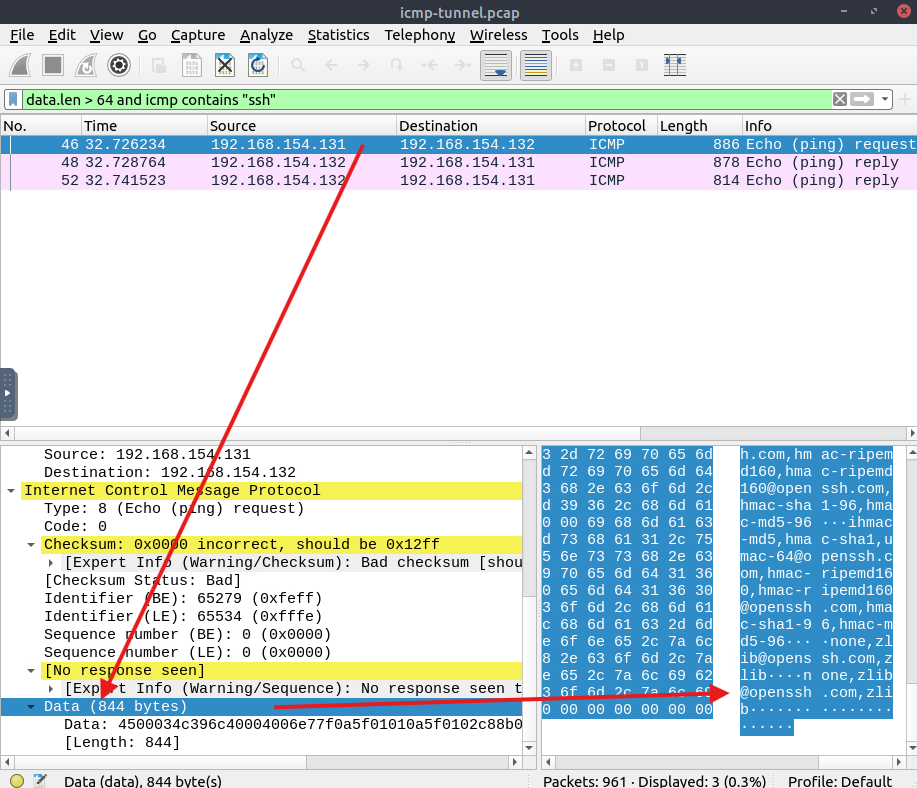 icmp-tunnel.pcap
File Edit View Go Capture Analyze Statistics Telephony Wireless Tools Help
data.len > 64 and icmp contains "ssh"
No. Time Source Destination Protocol Length Info
46 32.726234 192.168.154.131 192.168.154.132 ICMP 886 Echo (ping) request
48 32.728764 192.168.154.132 192.168.154.131 ICMP 878 Echo (ping) reply
52 32.741523 192.168.154.132 192.168.154.131 ICMP 814 Echo (ping) reply
Source: 192.168.154.131
Destination: 192.168.154.132
Internet Control Message Protocol
Type: 8 (Echo (ping) request)
Code: 0
Checksum: 0x0000 incorrect, should be 0x12ff
[Expert Info (Warning/Checksum): Bad checksum [shou
[Checksum Status: Bad]
Identifier (BE): 65279 (0xfeff)
Identifier (LE): 65534 (0xfffe)
Sequence number (BE): 0 (0x0000)
Sequence number (LE): 0 (0x0000)
[No response seen]
[Expert Info (Warning/Sequence): No response seen t
Data (844 bytes)
Data: 4500034c396c40004006e77f0a5f01010a5f0102c88b0
[Length: 844]
3 2d 72 69 70 65 6d h.com,hm ac-ripem
d 72 69 70 65 6d 64 d160,hmac-ripemd
3 68 2e 63 6f 6d 2c 160@open ssh.com,
d 39 36 2c 68 6d 61 hmac-sha 1-96,hma
0 00 69 68 6d 61 63 c-md5-96 ···ihmac
d 73 68 61 31 2c 75 -md5,hma c-sha1,u
5 6e 73 73 68 2e 63 mac-64@o penssh.c
9 70 65 6d 64 31 36 om,hmac- ripemd16
0 65 6d 64 31 36 30 0,hmac-r ipemd160
3 6f 6d 2c 68 6d 61 @openssh .com,hma
c 68 6d 61 63 2d 6d c-sha1-9 6,hmac-m
e 6f 6e 65 2c 7a 6c d5-96··· ·none,zl
8 2e 63 6f 6d 2c 7a ib@opens sh.com,z
e 65 2c 7a 6c 69 62 lib····n one,zlib
3 6f 6d 2c 7a 6c 69 @openssh .com,zli
0 00 00 00 00 00 00 b······· ········
······
Data (data), 844 byte(s)
Packets: 961 · Displayed: 3 (0.3%)
Profile: Default